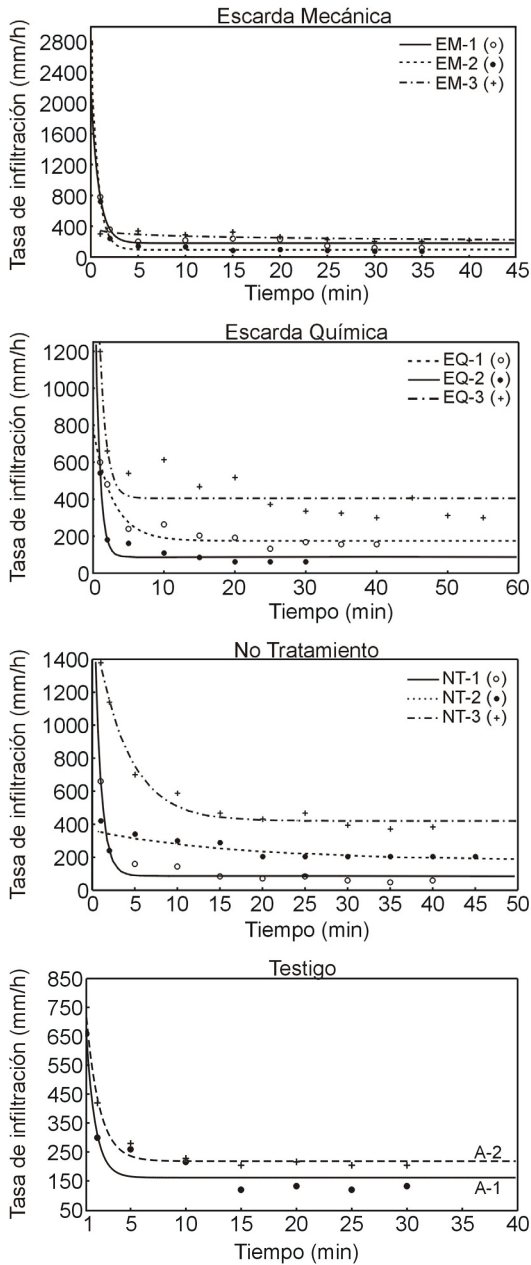 Escarda Mecánica
Tasa de infiltración (mm/h)
2800
2400
2000
1600
1200
800
400
0
EM-1 (○)
EM-2 (●)
EM-3 (+)
0 5 10 15 20 25 30 35 40 45
Tiempo (min)
Escarda Química
Tasa de infiltración (mm/h)
1200
1000
800
600
400
200
0
EQ-1 (○)
EQ-2 (●)
EQ-3 (+)
0 10 20 30 40 50 60
Tiempo (min)
No Tratamiento
Tasa de infiltración (mm/h)
1400
1200
1000
800
600
400
200
0
NT-1 (○)
NT-2 (●)
NT-3 (+)
0 5 10 15 20 25 30 35 40 45 50
Tiempo (min)
Testigo
Tasa de infiltración (mm/h)
850
750
650
550
450
350
250
150
50
A-2
A-1
1 5 10 15 20 25 30 35 40
Tiempo (min)